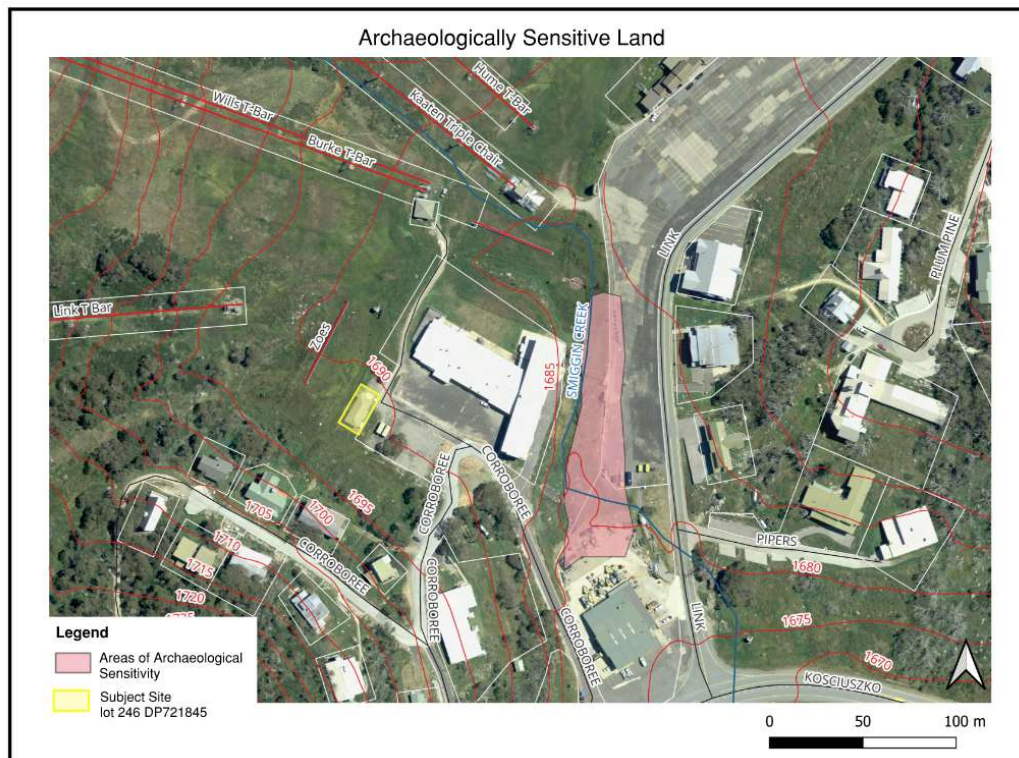 Archaeologically Sensitive Land
Hume T-Bar
Wills T-Bar
Kaaten Triple Chair
Burke T-Bar
LINK
PLUM PINE
Link T Bar
Zoes
SMIGGIN CREEK
1690
1685
CORROBOREE
CORROBOREE
1695
1700
1705
1710
1715
1720
CORROBOREE
CORROBOREE
CORROBOREE
PIPERS
1680
LINK
1675
1670
KOSCIUSZKO
Legend
Areas of Archaeological
Sensitivity
Subject Site
lot 246 DP721845
0 50 100 m